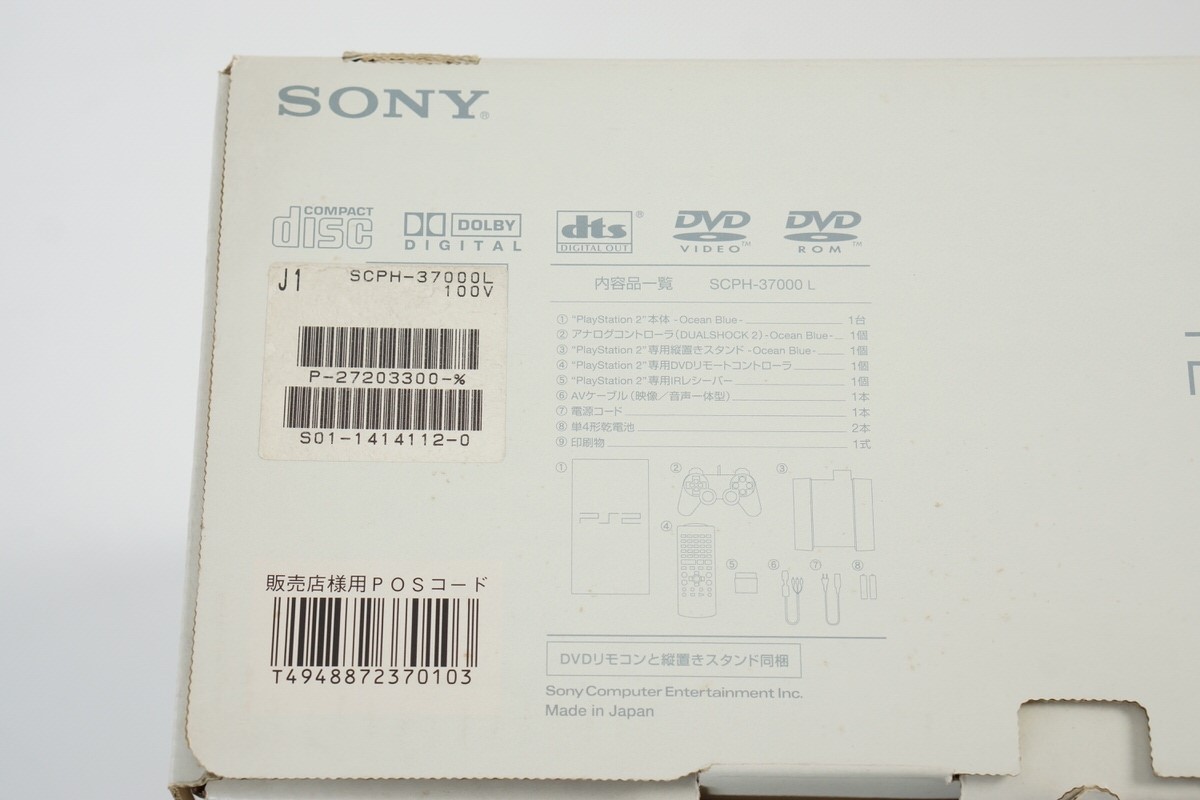 SONY®
COMPACT disc
DOLBY DIGITAL
dts® DIGITAL OUT
DVD VIDEO™
DVD ROM™
J1 SCPH-37000L
100V
P-27203300-%
S01-1414112-0
販売店様用POSコード
T4948872370103
内容品一覧 SCPH-37000 L
① "PlayStation 2"本体 -Ocean Blue- 1台
② アナログコントローラ(DUALSHOCK 2) -Ocean Blue- 1個
③ "PlayStation 2"専用縦置きスタンド -Ocean Blue- 1個
④ "PlayStation 2"専用DVDリモートコントローラ 1個
⑤ "PlayStation 2"専用IRレシーバー 1個
⑥ AVケーブル(映像/音声一体型) 1本
⑦ 電源コード 1本
⑧ 単4形乾電池 2本
⑨ 印刷物 1式
① ② ③
PS2
④ ⑤ ⑥ ⑦ ⑧
DVDリモコンと縦置きスタンド同梱
Sony Computer Entertainment Inc.
Made in Japan